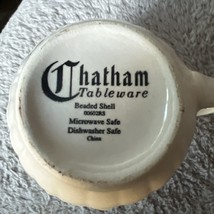 Chatham
Tableware
Beaded Shell
Microwave Safe
Dishwasher Safe
China